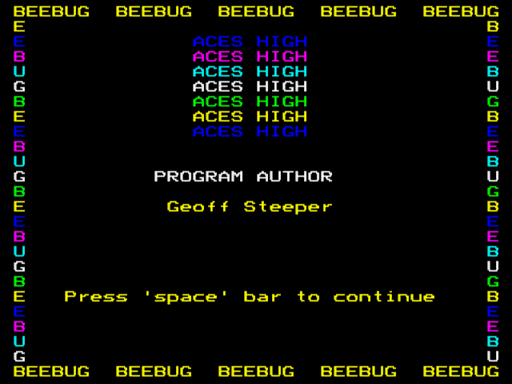 BEEBUG BEEBUG BEEBUG BEEBUG BEEBUG
E B
E ACES HIGH E
B ACES HIGH E
U ACES HIGH B
G ACES HIGH U
B ACES HIGH G
E ACES HIGH B
E ACES HIGH E
B E
U B
G PROGRAM AUTHOR U
B G
E Geoff Steeper B
E E
B E
U B
G U
B G
E Press 'space' bar to continue B
E E
B E
U B
G U
BEEBUG BEEBUG BEEBUG BEEBUG BEEBUG